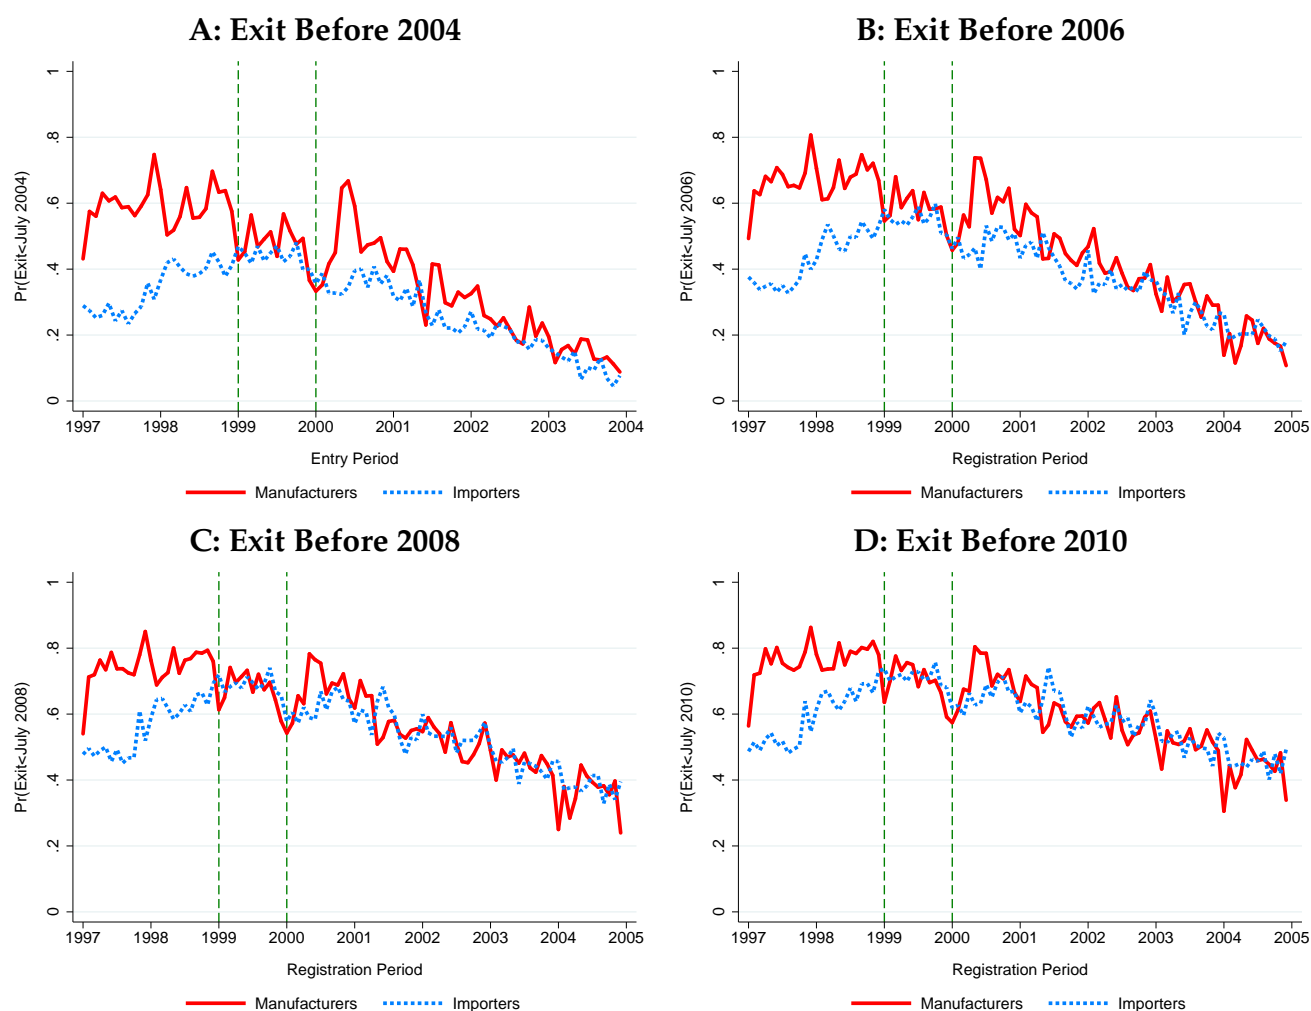 A: Exit Before 2004
Pr(Exit<July 2004)
1
.8
.6
.4
.2
0
1997 1998 1999 2000 2001 2002 2003 2004
Entry Period
Manufacturers Importers
B: Exit Before 2006
Pr(Exit<July 2006)
1
.8
.6
.4
.2
0
1997 1998 1999 2000 2001 2002 2003 2004 2005
Registration Period
Manufacturers Importers
C: Exit Before 2008
Pr(Exit<July 2008)
1
.8
.6
.4
.2
0
1997 1998 1999 2000 2001 2002 2003 2004 2005
Registration Period
Manufacturers Importers
D: Exit Before 2010
Pr(Exit<July 2010)
1
.8
.6
.4
.2
0
1997 1998 1999 2000 2001 2002 2003 2004 2005
Registration Period
Manufacturers Importers